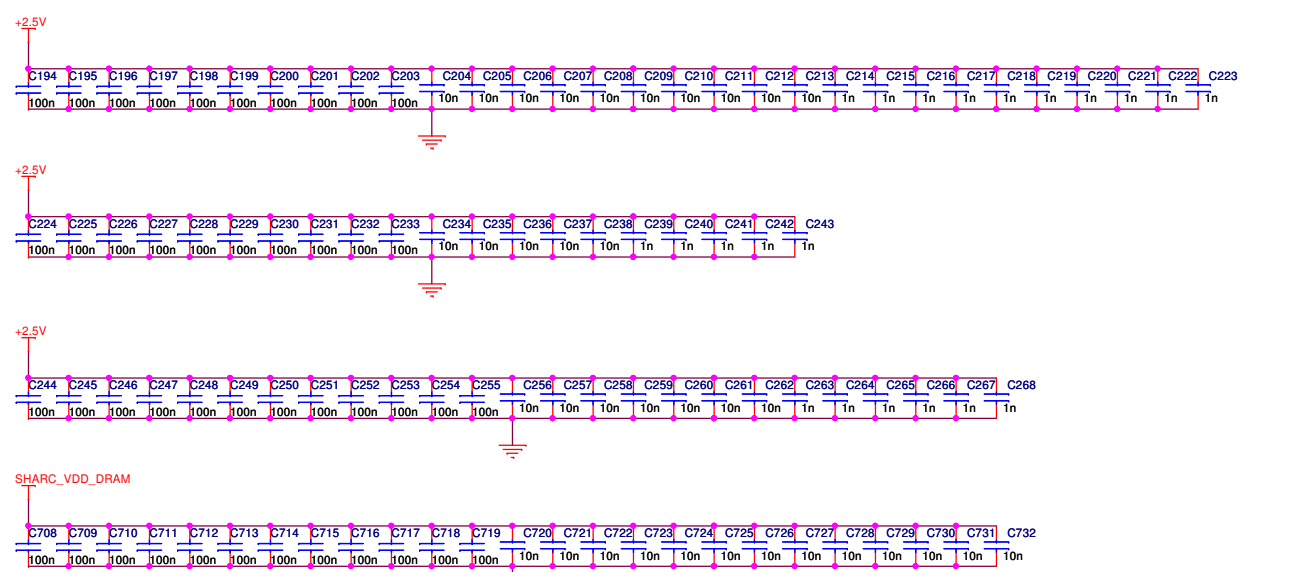 +2.5V
C194 C195 C196 C197 C198 C199 C200 C201 C202 C203 C204 C205 C206 C207 C208 C209 C210 C211 C212 C213 C214 C215 C216 C217 C218 C219 C220 C221 C222 C223
100n 100n 100n 100n 100n 100n 100n 100n 100n 100n 10n 10n 10n 10n 10n 10n 10n 10n 10n 10n 1n 1n 1n 1n 1n 1n 1n 1n 1n 1n
+2.5V
C224 C225 C226 C227 C228 C229 C230 C231 C232 C233 C234 C235 C236 C237 C238 C239 C240 C241 C242 C243
100n 100n 100n 100n 100n 100n 100n 100n 100n 100n 10n 10n 10n 10n 10n 1n 1n 1n 1n 1n
+2.5V
C244 C245 C246 C247 C248 C249 C250 C251 C252 C253 C254 C255 C256 C257 C258 C259 C260 C261 C262 C263 C264 C265 C266 C267 C268
100n 100n 100n 100n 100n 100n 100n 100n 100n 100n 100n 100n 10n 10n 10n 10n 10n 10n 10n 1n 1n 1n 1n 1n 1n
SHARC_VDD_DRAM
C708 C709 C710 C711 C712 C713 C714 C715 C716 C717 C718 C719 C720 C721 C722 C723 C724 C725 C726 C727 C728 C729 C730 C731 C732
100n 100n 100n 100n 100n 100n 100n 100n 100n 100n 100n 100n 10n 10n 10n 10n 10n 10n 10n 10n 10n 10n 10n 10n 10n